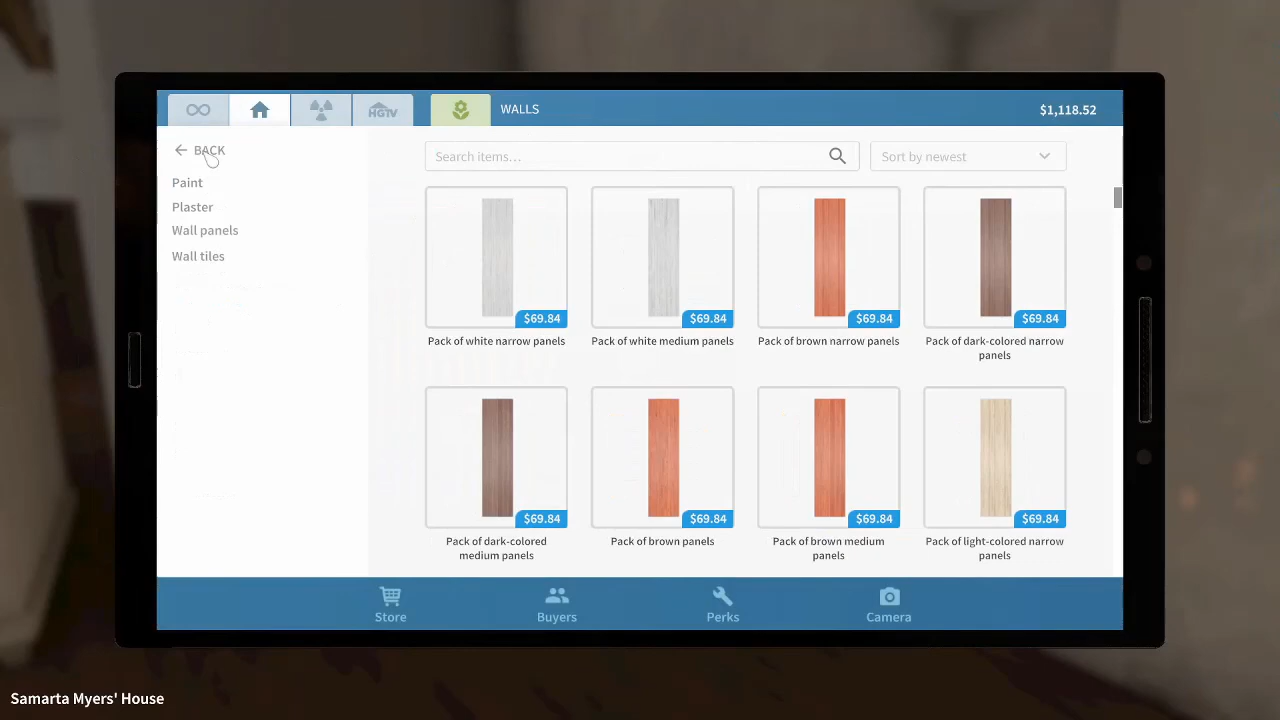 HGTV
WALLS
$1,118.52
BACK
Search items...
Sort by newest
Paint
Plaster
Wall panels
Wall tiles
$69.84
$69.84
$69.84
$69.84
Pack of white narrow panels
Pack of white medium panels
Pack of brown narrow panels
Pack of dark-colored narrow
panels
$69.84
$69.84
$69.84
$69.84
Pack of dark-colored
medium panels
Pack of brown panels
Pack of brown medium
panels
Pack of light-colored narrow
panels
Store
Buyers
Perks
Camera
Samarta Myers' House